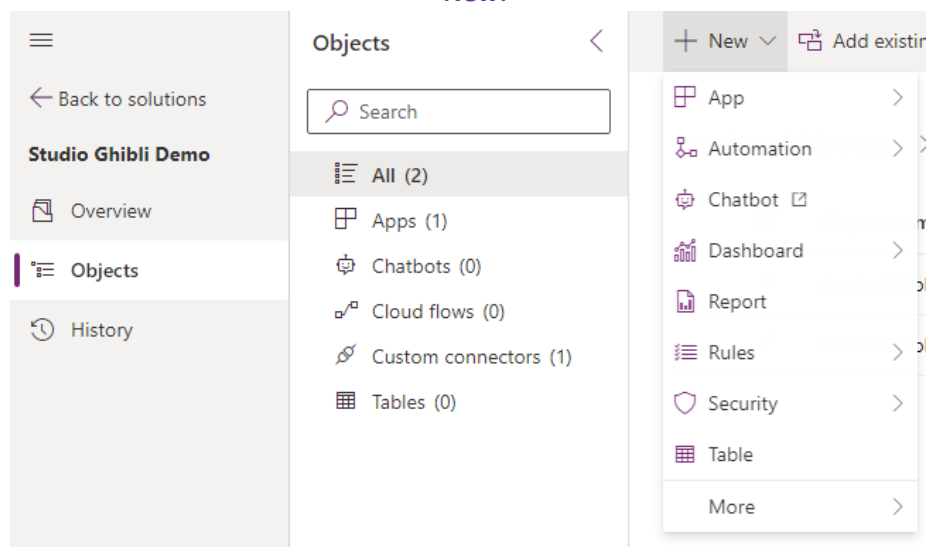 Objects
New
Add existin
Back to solutions
Search
App
Studio Ghibli Demo
Automation
All (2)
Overview
Apps (1)
Chatbot
Chatbots (0)
Dashboard
Objects
Cloud flows (0)
Report
History
Custom connectors (1)
Rules
Tables (0)
Security
Table
More